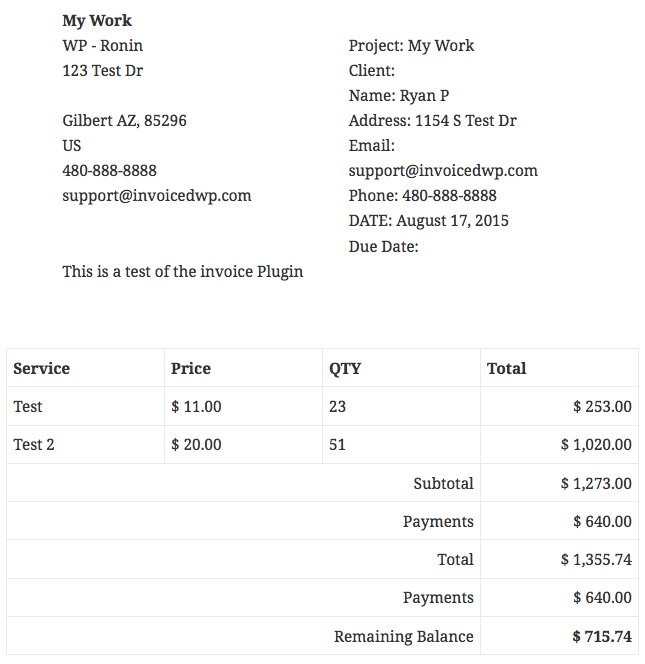 My Work
WP - Ronin
123 Test Dr
Gilbert AZ, 85296
US
480-888-8888
support@invoicedwp.com
This is a test of the invoice Plugin
Project: My Work
Client:
Name: Ryan P
Address: 1154 S Test Dr
Email:
support@invoicedwp.com
Phone: 480-888-8888
DATE: August 17, 2015
Due Date:
Service Price QTY Total
Test $ 11.00 23 $ 253.00
Test 2 $ 20.00 51 $ 1,020.00
Subtotal $ 1,273.00
Payments $ 640.00
Total $ 1,355.74
Payments $ 640.00
Remaining Balance $ 715.74